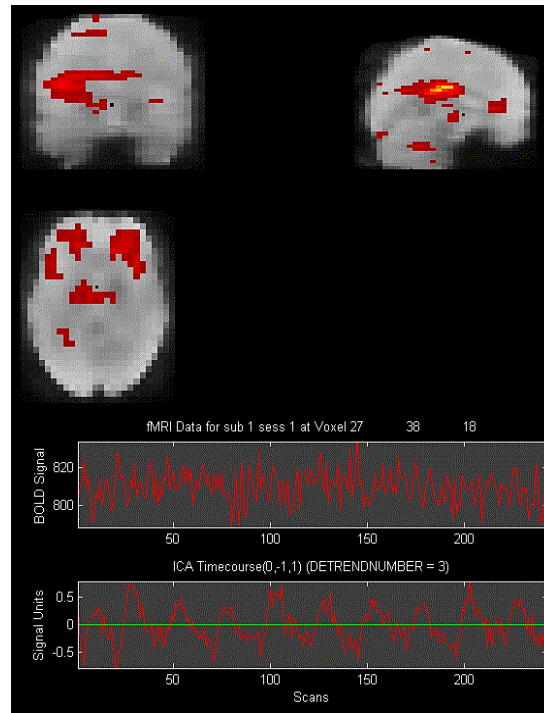 fMRI Data for sub 1 sess 1 at Voxel 27 38 18
BOLD Signal
820
800
50 100 150 200
ICA Timecourse(0,-1,1) (DETRENDNUMBER = 3)
Signal Units
0.5
0
-0.5
50 100 150 200
Scans